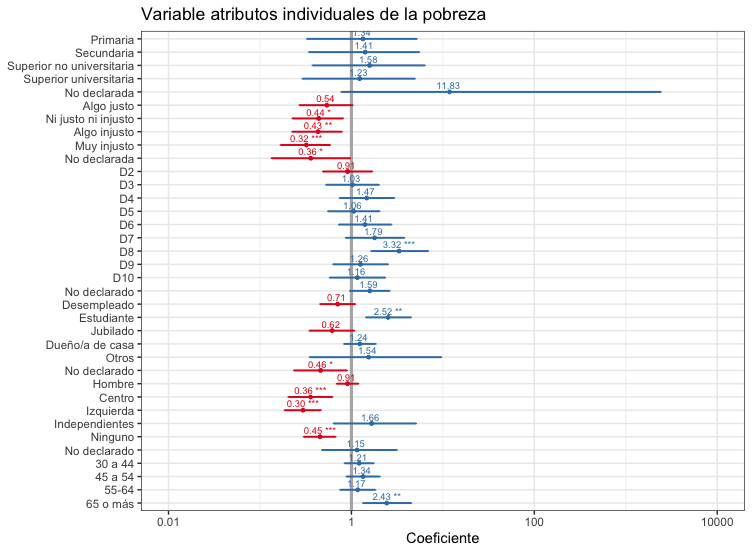 Variable atributos individuales de la pobreza
Primaria 1.34
Secundaria 1.41
Superior no universitaria 1.58
Superior universitaria 1.23
No declarada 11.83
Algo justo 0.54
Ni justo ni injusto 0.44 *
Algo injusto 0.43 **
Muy injusto 0.32 ***
No declarada 0.36 *
D2 0.91
D3 1.03
D4 1.47
D5 1.06
D6 1.41
D7 1.79
D8 3.32 ***
D9 1.26
D10 1.16
No declarado 1.59
Desempleado 0.71
Estudiante 2.52 **
Jubilado 0.62
Dueño/a de casa 1.24
Otros 1.54
No declarado 0.46 *
Hombre 0.91
Centro 0.36 ***
Izquierda 0.30 ***
Independientes 1.66
Ninguno 0.45 ***
No declarado 1.15
30 a 44 1.21
45 a 54 1.34
55-64 1.17
65 o más 2.43 **
0.01 1 100 10000
Coeficiente